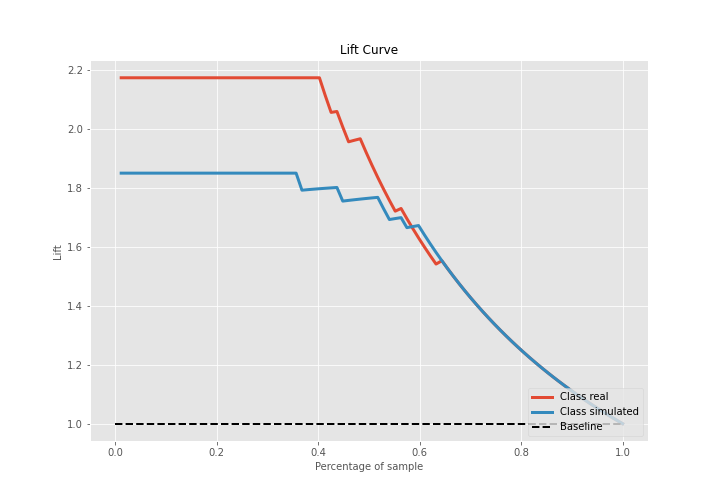 Lift Curve
2.2
2.0
1.8
1.6
1.4
1.2
1.0
Lift
0.0 0.2 0.4 0.6 0.8 1.0
Percentage of sample
Class real
Class simulated
Baseline